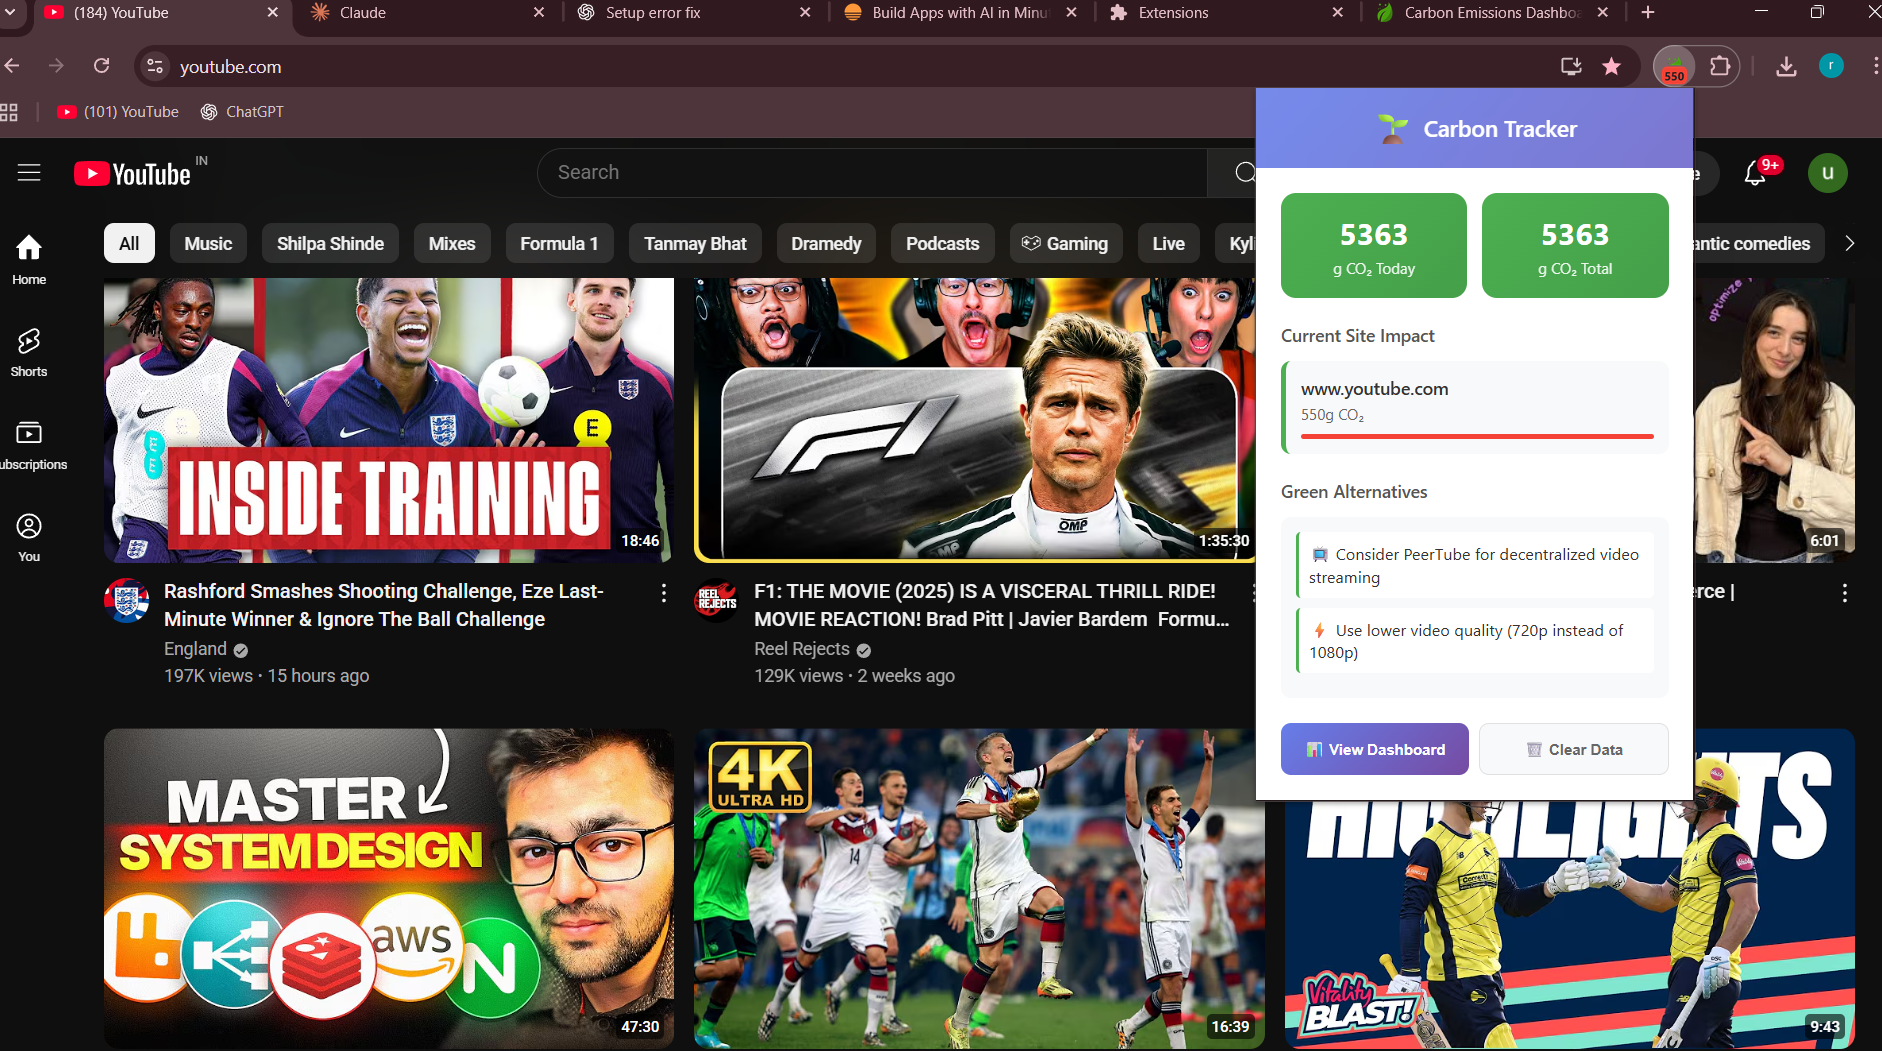 (184) YouTube
Claude
Setup error fix
Build Apps with AI in Minu
Extensions
Carbon Emissions Dashbo
youtube.com
550
r
(101) YouTube
ChatGPT
Carbon Tracker
YouTube IN
Search
e
9+
u
All
Music
Shilpa Shinde
Mixes
Formula 1
Tanmay Bhat
Dramedy
Podcasts
Gaming
Live
Kyli
antic comedies
Home
Shorts
ubscriptions
You
5363
g CO₂ Today
5363
g CO₂ Total
Current Site Impact
www.youtube.com
550g CO₂
Green Alternatives
📺 Consider PeerTube for decentralized video
streaming
⚡ Use lower video quality (720p instead of
1080p)
📊 View Dashboard
🗑️ Clear Data
E
INSIDE TRAINING
18:46
OMP
1:35:30
optimize
6:01
Rashford Smashes Shooting Challenge, Eze Last-
Minute Winner & Ignore The Ball Challenge
England
197K views • 15 hours ago
REEL
REJECTS
F1: THE MOVIE (2025) IS A VISCERAL THRILL RIDE!
MOVIE REACTION! Brad Pitt | Javier Bardem Formu...
Reel Rejects
129K views • 2 weeks ago
erce |
MASTER
SYSTEM DESIGN
aws
N
47:30
4K
ULTRA HD
14
16:39
HIGHLIGHTS
Vitality
BLAST!
9:43